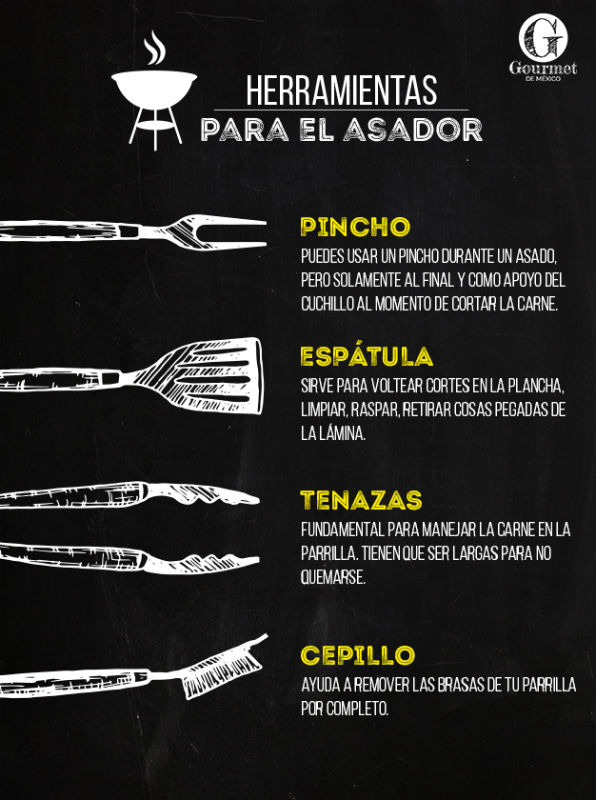 G
Gourmet
DE MÉXICO
HERRAMIENTAS
PARA EL ASADOR
PINCHO
PUEDES USAR UN PINCHO DURANTE UN ASADO,
PERO SOLAMENTE AL FINAL Y COMO APOYO DEL
CUCHILLO AL MOMENTO DE CORTAR LA CARNE.
ESPÁTULA
SIRVE PARA VOLTEAR CORTES EN LA PLANCHA,
LIMPIAR, RASPAR, RETIRAR COSAS PEGADAS DE
LA LÁMINA.
TENAZAS
FUNDAMENTAL PARA MANEJAR LA CARNE EN LA
PARRILLA. TIENEN QUE SER LARGAS PARA NO
QUEMARSE.
CEPILLO
AYUDA A REMOVER LAS BRASAS DE TU PARRILLA
POR COMPLETO.